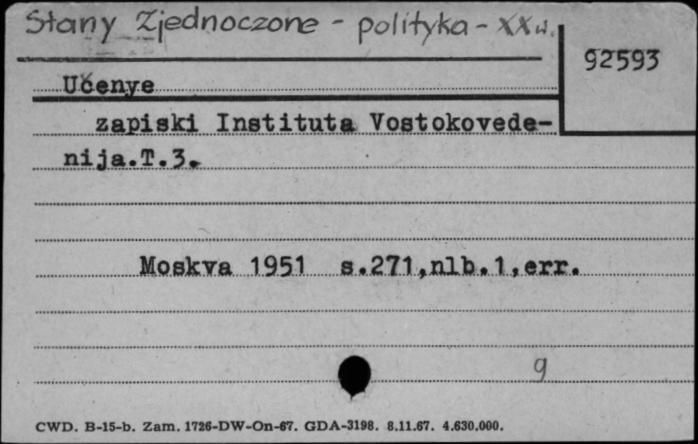 Stany Zjednoczone - polityka - XX w.
92593
Učenye
zapiski Instituta Vostokovede-
nija.T.3.
Moskva 1951 s.271,nlb.1,err.
9
CWD. B-15-b. Zam. 1726-DW-On-67. GDA-3198. 8.11.67. 4.630.000.